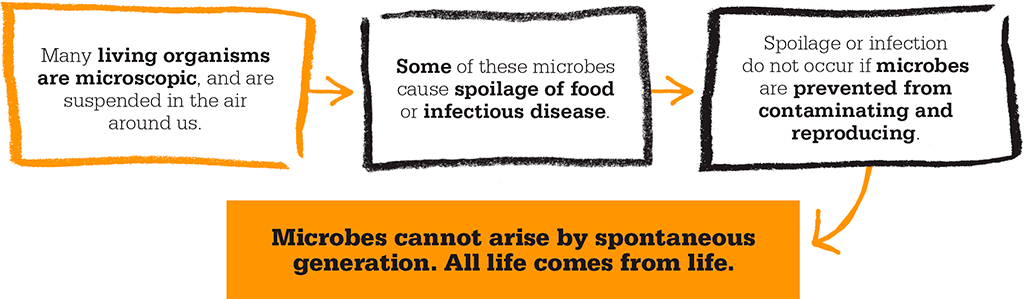 Many living organisms
are microscopic, and are
suspended in the air
around us.
Some of these microbes
cause spoilage of food
or infectious disease.
Spoilage or infection
do not occur if microbes
are prevented from
contaminating and
reproducing.
Microbes cannot arise by spontaneous
generation. All life comes from life.